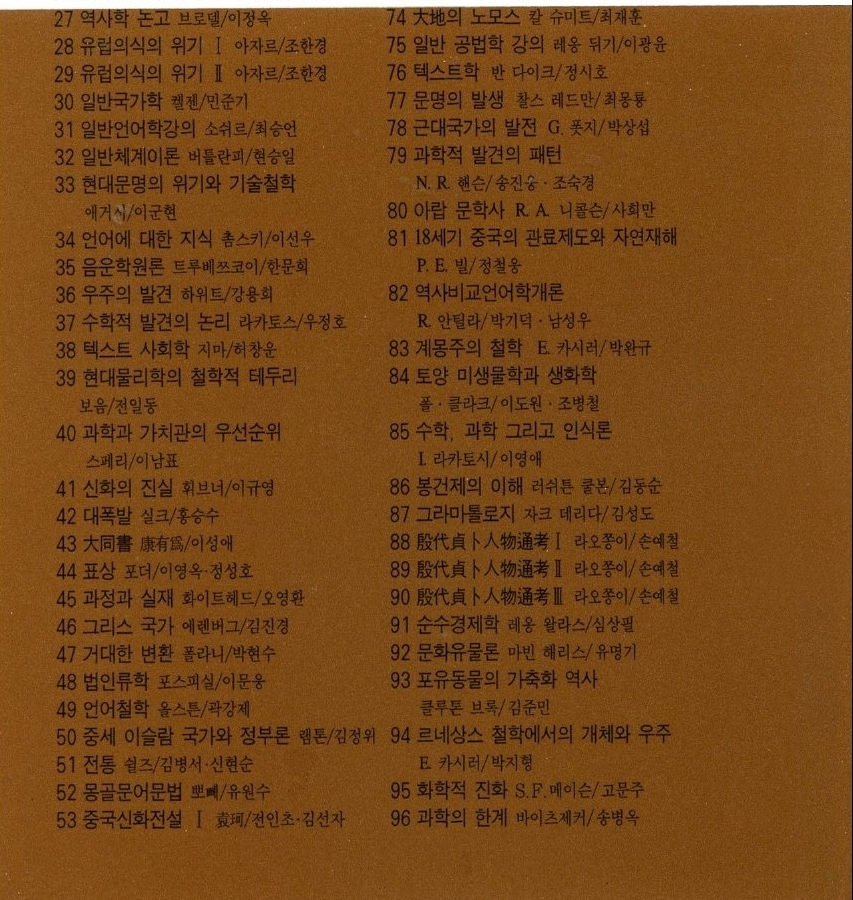 27 역사학 논고 브로델/이정옥
28 유럽의식의 위기 Ⅰ 아자르/조한경
29 유럽의식의 위기 Ⅱ 아자르/조한경
30 일반국가학 켈젠/민준기
31 일반언어학강의 소쉬르/최승언
32 일반체계이론 버틀란피/현승일
33 현대문명의 위기와 기술철학
에거시/이군현
34 언어에 대한 지식 촘스키/이선우
35 음운학원론 트루베쯔코이/한문희
36 우주의 발견 하위트/강용희
37 수학적 발견의 논리 라카토스/우정호
38 텍스트 사회학 지마/허창운
39 현대물리학의 철학적 테두리
보옴/전일동
40 과학과 가치관의 우선순위
스페리/이남표
41 신화의 진실 휘브너/이규영
42 대폭발 실크/홍승수
43 大同書 康有爲/이성애
44 표상 포더/이영옥·정성호
45 과정과 실재 화이트헤드/오영환
46 그리스 국가 에렌버그/김진경
47 거대한 변환 폴라니/박현수
48 법인류학 포스피실/이문웅
49 언어철학 올스튼/곽강제
50 중세 이슬람 국가와 정부론 램톤/김정위
51 전통 쉴즈/김병서·신현순
52 몽골문어문법 뽀뻬/유원수
53 중국신화전설 Ⅰ 袁珂/전인초·김선자
74 大地의 노모스 칼 슈미트/최재훈
75 일반 공법학 강의 레옹 뒤기/이광윤
76 텍스트학 반 다이크/정시호
77 문명의 발생 찰스 레드만/최몽룡
78 근대국가의 발전 G. 폿지/박상섭
79 과학적 발견의 패턴
N. R. 핸슨/송진웅·조숙경
80 아랍 문학사 R. A. 니콜슨/사희만
81 18세기 중국의 관료제도와 자연재해
P. E. 빌/정철웅
82 역사비교언어학개론
R. 안틸라/박기덕·남성우
83 계몽주의 철학 E. 카시러/박완규
84 토양 미생물학과 생화학
폴·클라크/이도원·조병철
85 수학, 과학 그리고 인식론
I. 라카토시/이영애
86 봉건제의 이해 러쉬튼 쿨본/김동순
87 그라마톨로지 자크 데리다/김성도
88 殷代貞卜人物通考 Ⅰ 라오쫑이/손예철
89 殷代貞卜人物通考 Ⅱ 라오쫑이/손예철
90 殷代貞卜人物通考 Ⅲ 라오쫑이/손예철
91 순수경제학 레옹 왈라스/심상필
92 문화유물론 마빈 해리스/유명기
93 포유동물의 가축화 역사
클루톤 브록/김준민
94 르네상스 철학에서의 개체와 우주
E. 카시러/박지형
95 화학적 진화 S.F.메이슨/고문주
96 과학의 한계 바이츠제커/송병옥